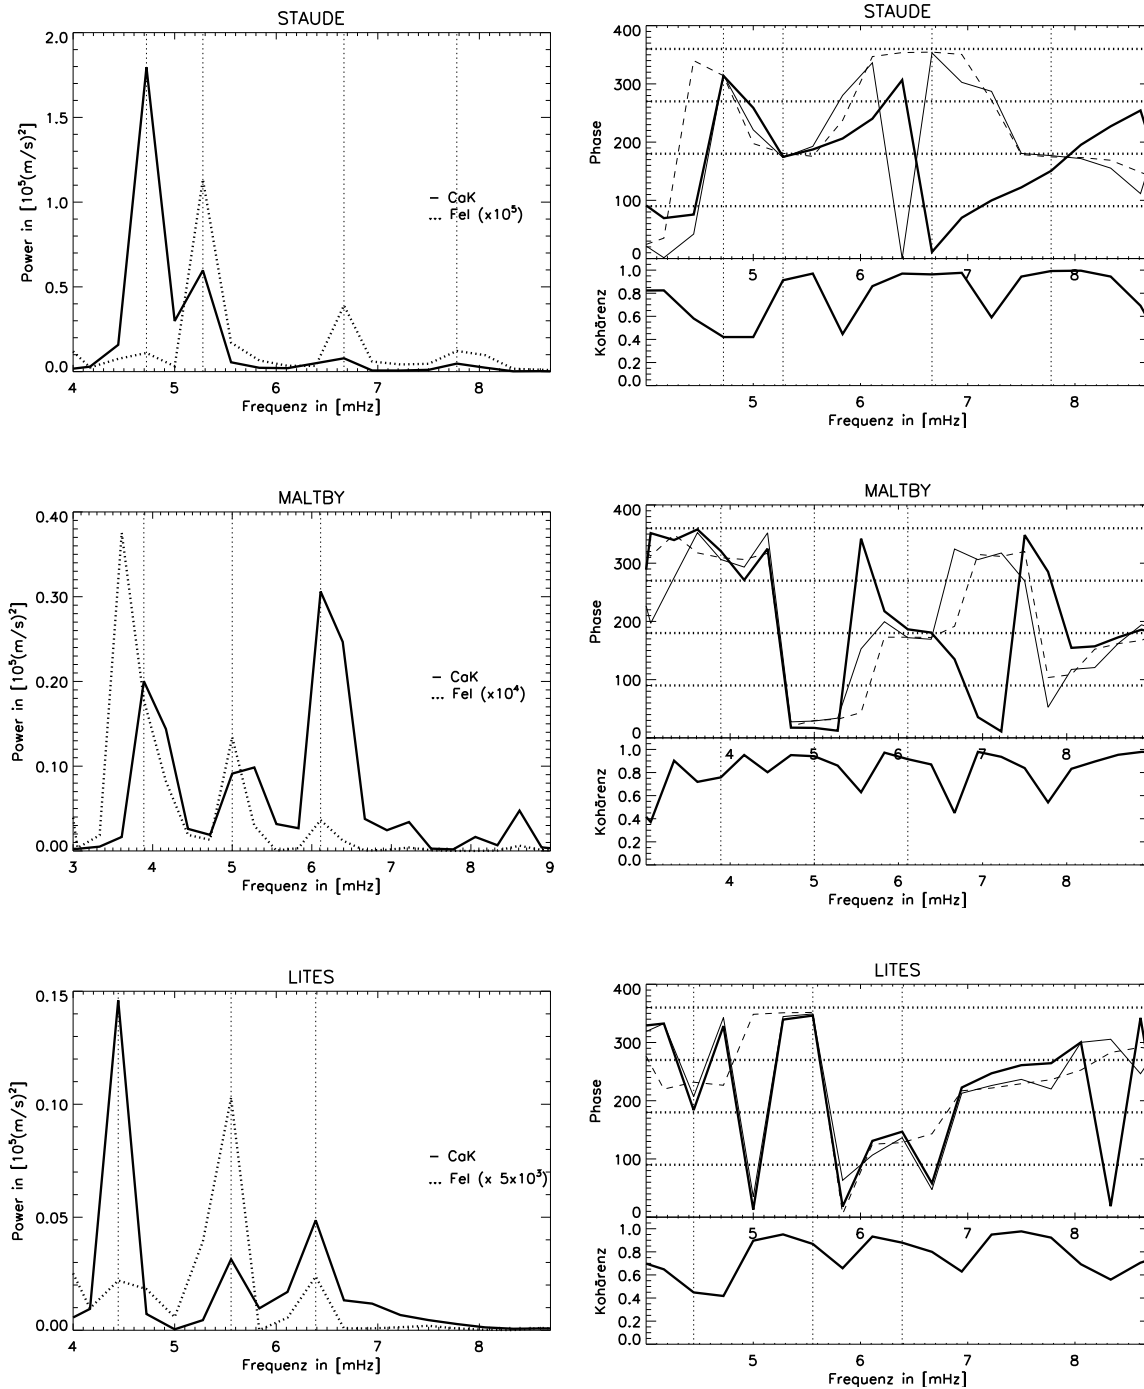 STAUDE
2.0
1.5
1.0
0.5
0.0
Power in [10⁵(m/s)²]
CaK
FeI (x10⁵)
4 5 6 7 8
Frequenz in [mHz]
STAUDE
400
300
200
100
0
Phase
5 6 7 8
1.0
0.8
0.6
0.4
0.2
0.0
Kohärenz
5 6 7 8
Frequenz in [mHz]
MALTBY
0.40
0.30
0.20
0.10
0.00
Power in [10⁵(m/s)²]
CaK
FeI (x10⁴)
3 4 5 6 7 8 9
Frequenz in [mHz]
MALTBY
400
300
200
100
0
Phase
4 5 6 7 8
1.0
0.8
0.6
0.4
0.2
0.0
Kohärenz
4 5 6 7 8
Frequenz in [mHz]
LITES
0.15
0.10
0.05
0.00
Power in [10⁵(m/s)²]
CaK
FeI (x 5x10³)
4 5 6 7 8
Frequenz in [mHz]
LITES
400
300
200
100
0
Phase
5 6 7 8
1.0
0.8
0.6
0.4
0.2
0.0
Kohärenz
5 6 7 8
Frequenz in [mHz]